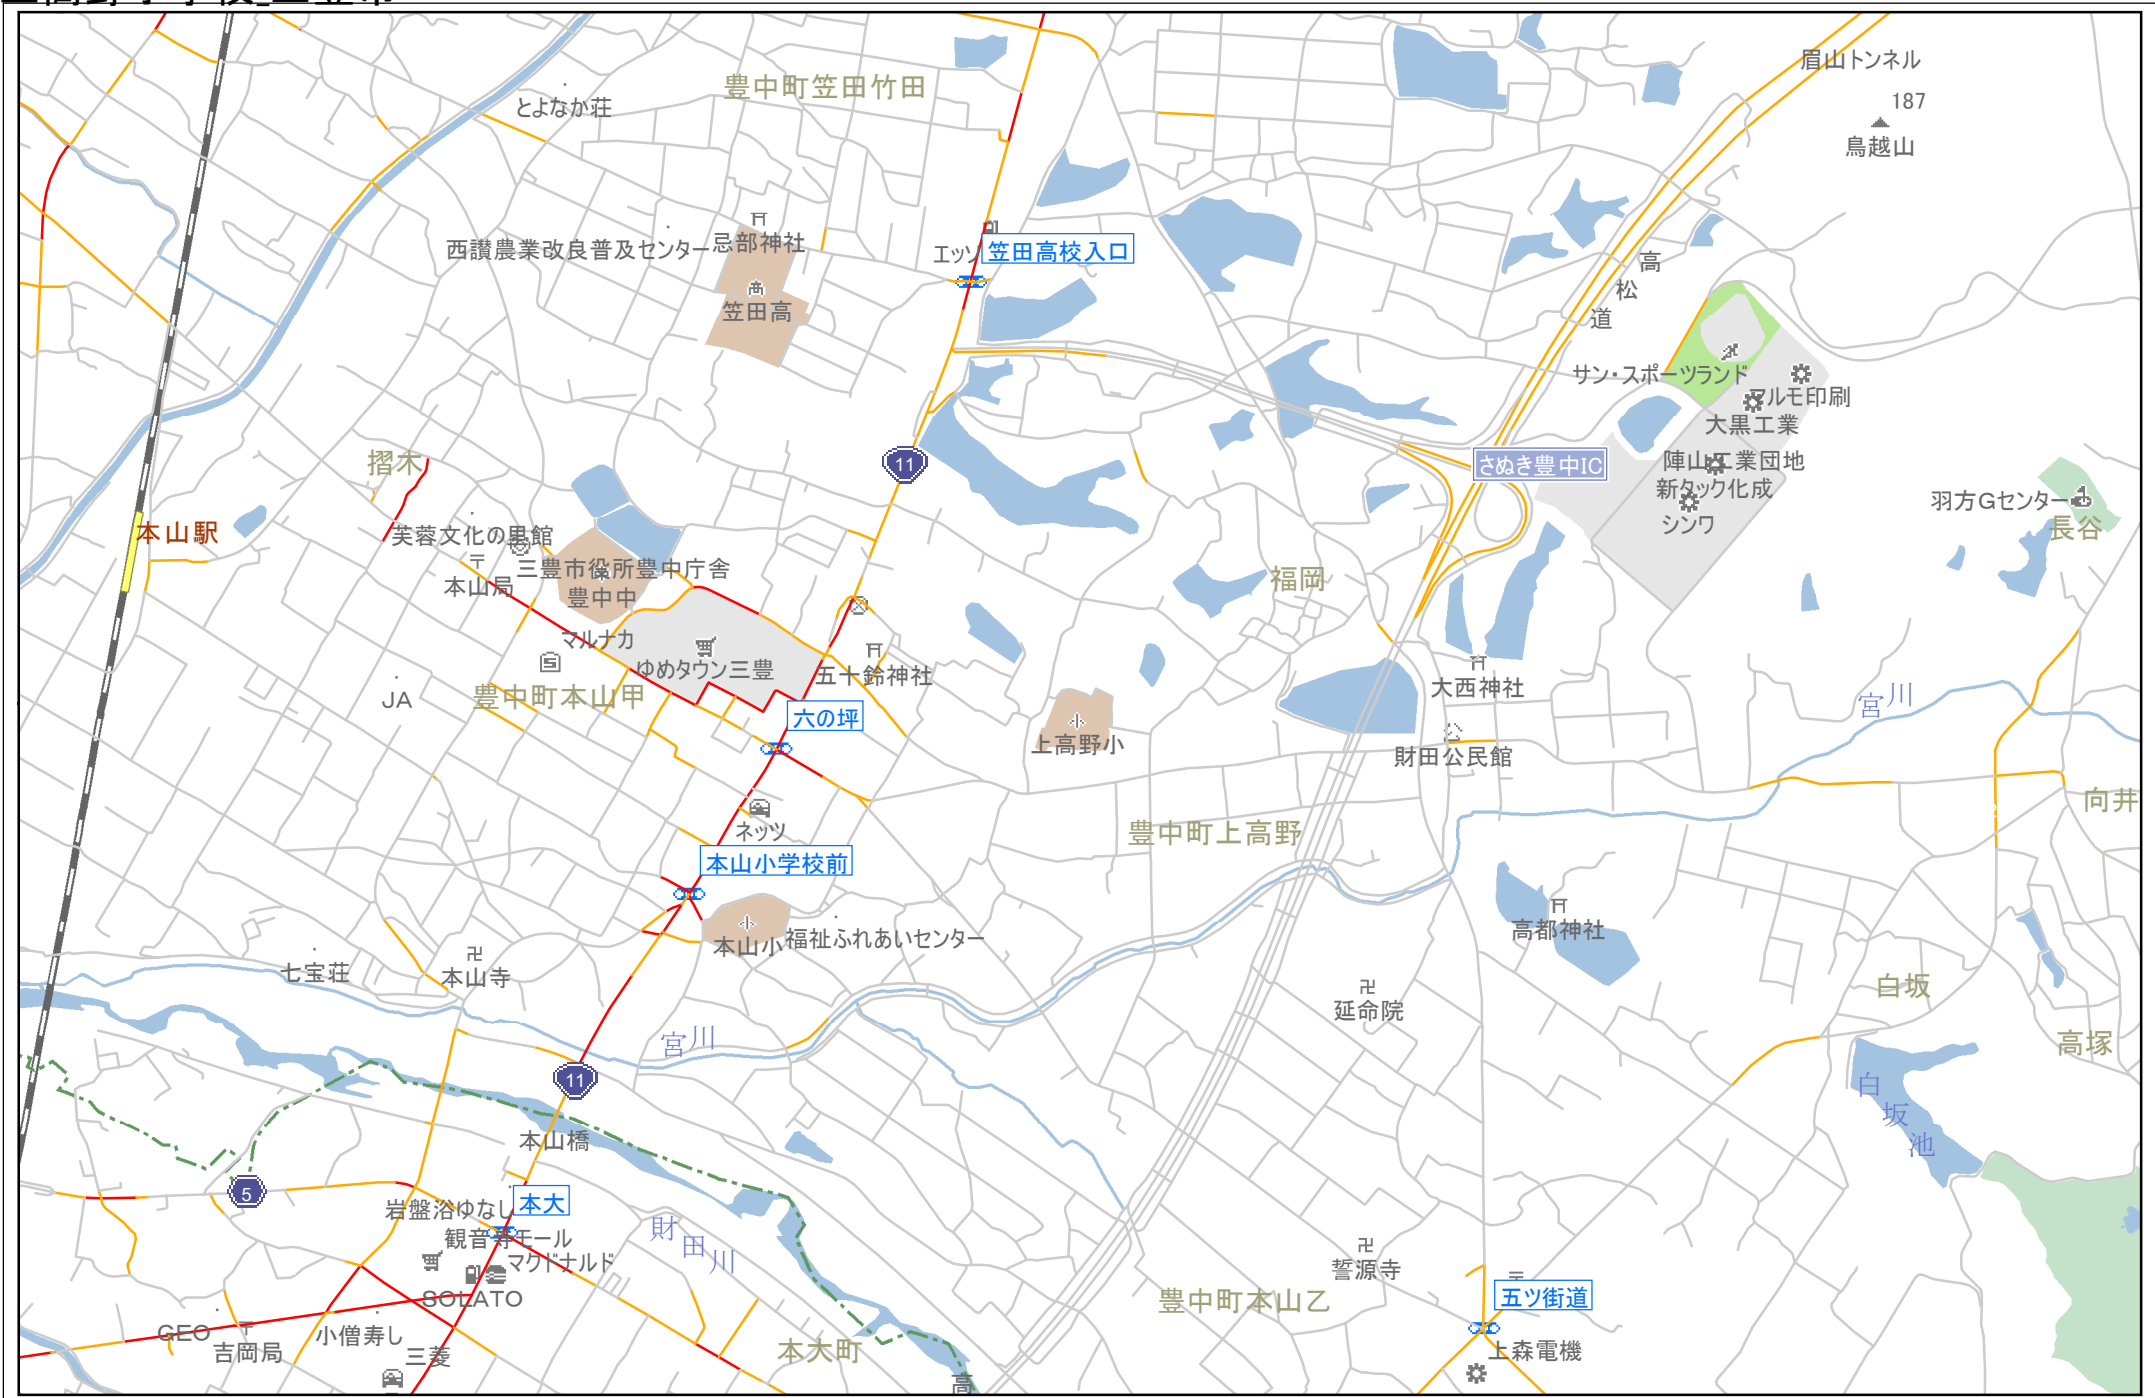 眉山トンネル
187
鳥越山
豊中町笠田竹田
とよなか荘
西讃農業改良普及センター
忌部神社
エッソ
笠田高校入口
笠田高
高松道
サン・スポーツランド
マルモ印刷
大黒工業
陣山工業団地
新タック化成
シンワ
さぬき豊中IC
羽方Gセンター
長谷
11
摺木
本山駅
芙蓉文化の里館
本山局
三豊市役所豊中庁舎
豊中中
福岡
マルナカ
ゆめタウン三豊
五十鈴神社
JA
豊中町本山甲
六の坪
上高野小
大西神社
財田公民館
宮川
向井
ネッツ
豊中町上高野
本山小学校前
本山小
福祉ふれあいセンター
高都神社
七宝荘
本山寺
延命院
白坂
宮川
高塚
11
白坂池
本山橋
5
本大
岩盤浴ゆなし
観音寺モール
マクドナルド
SOLATO
財田川
誓源寺
豊中町本山乙
五ツ街道
GEO
吉岡局
小僧寿し
三菱
本大町
上森電機
高